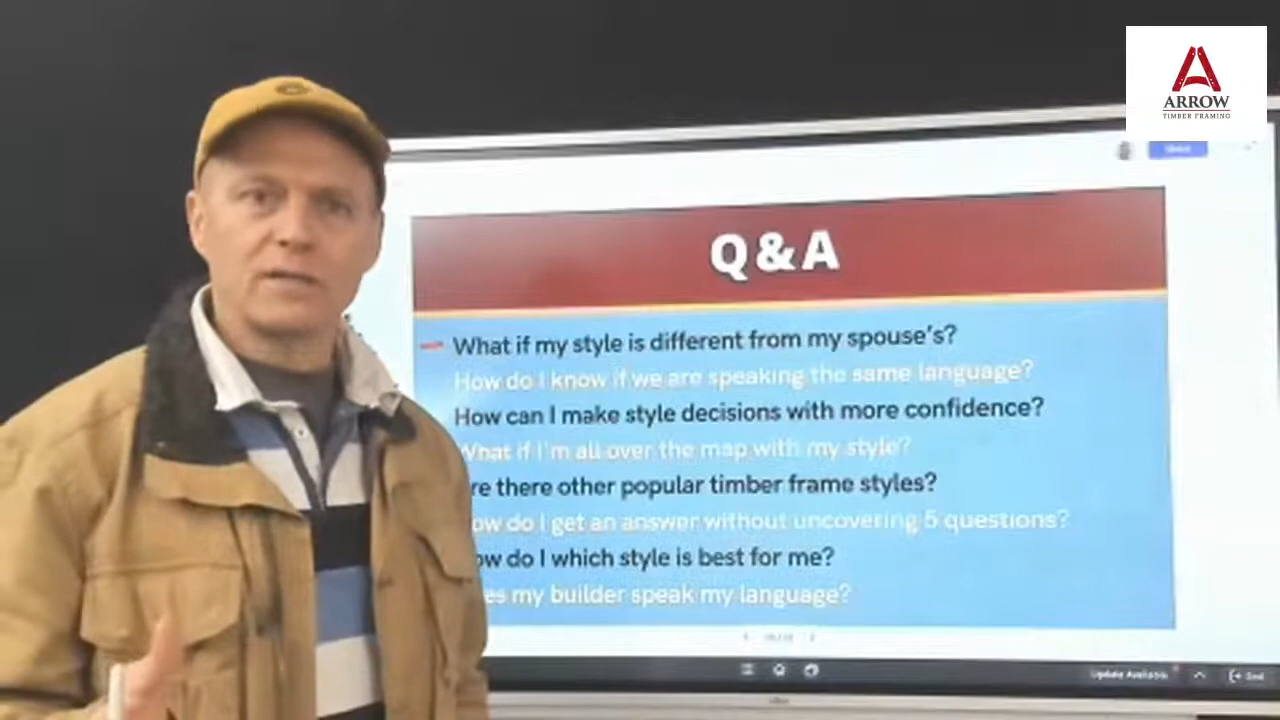 ARROW
TIMBER FRAMING
Q & A
What if my style is different from my spouse's?
How do I know if we are speaking the same language?
How can I make style decisions with more confidence?
What if I'm all over the map with my style?
re there other popular timber frame styles?
ow do I get an answer without uncovering 5 questions?
ow do I which style is best for me?
es my builder speak my language?
Update Available
End